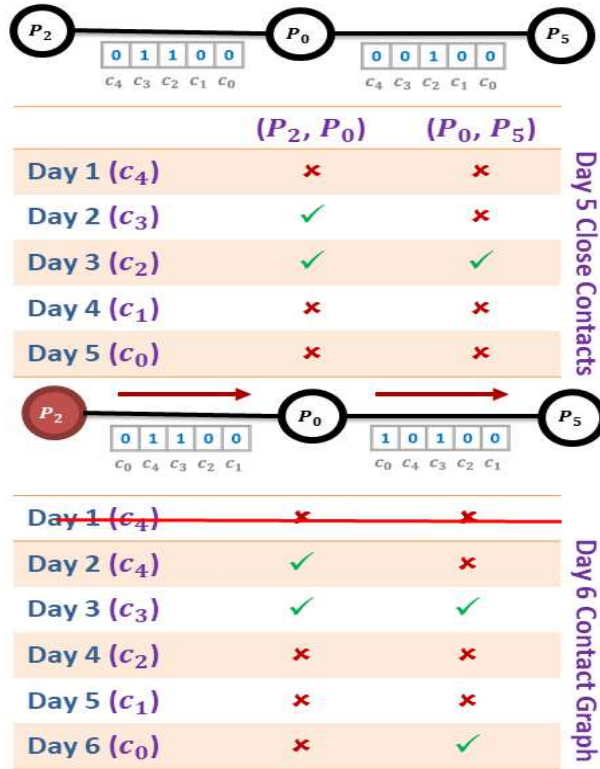 P₂ P₀ P₅
0 1 1 0 0 0 0 1 0 0
c₄ c₃ c₂ c₁ c₀ c₄ c₃ c₂ c₁ c₀
(P₂, P₀) (P₀, P₅)
Day 1 (c₄) × ×
Day 2 (c₃) ✓ ×
Day 3 (c₂) ✓ ✓
Day 4 (c₁) × ×
Day 5 (c₀) × ×
Day 5 Close Contacts
P₂ P₀ P₅
0 1 1 0 0 1 0 1 0 0
c₀ c₄ c₃ c₂ c₁ c₀ c₄ c₃ c₂ c₁
Day 1 (c₄) × ×
Day 2 (c₄) ✓ ×
Day 3 (c₃) ✓ ✓
Day 4 (c₂) × ×
Day 5 (c₁) × ×
Day 6 (c₀) × ✓
Day 6 Contact Graph